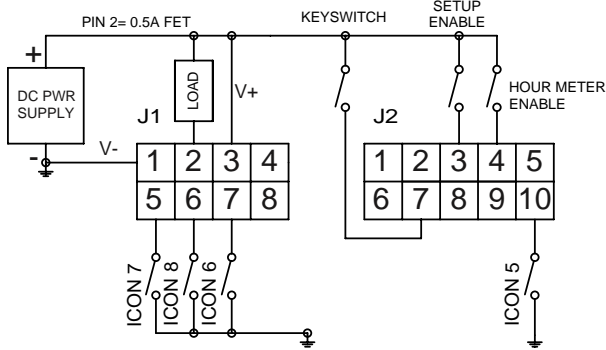 PIN 2= 0.5A FET
KEYSWITCH
SETUP
ENABLE
+
DC PWR
SUPPLY
-
LOAD
V+
HOUR METER
ENABLE
J1
J2
V-
1 2 3 4
5 6 7 8
1 2 3 4 5
6 7 8 9 10
ICON 7
ICON 8
ICON 6
ICON 5